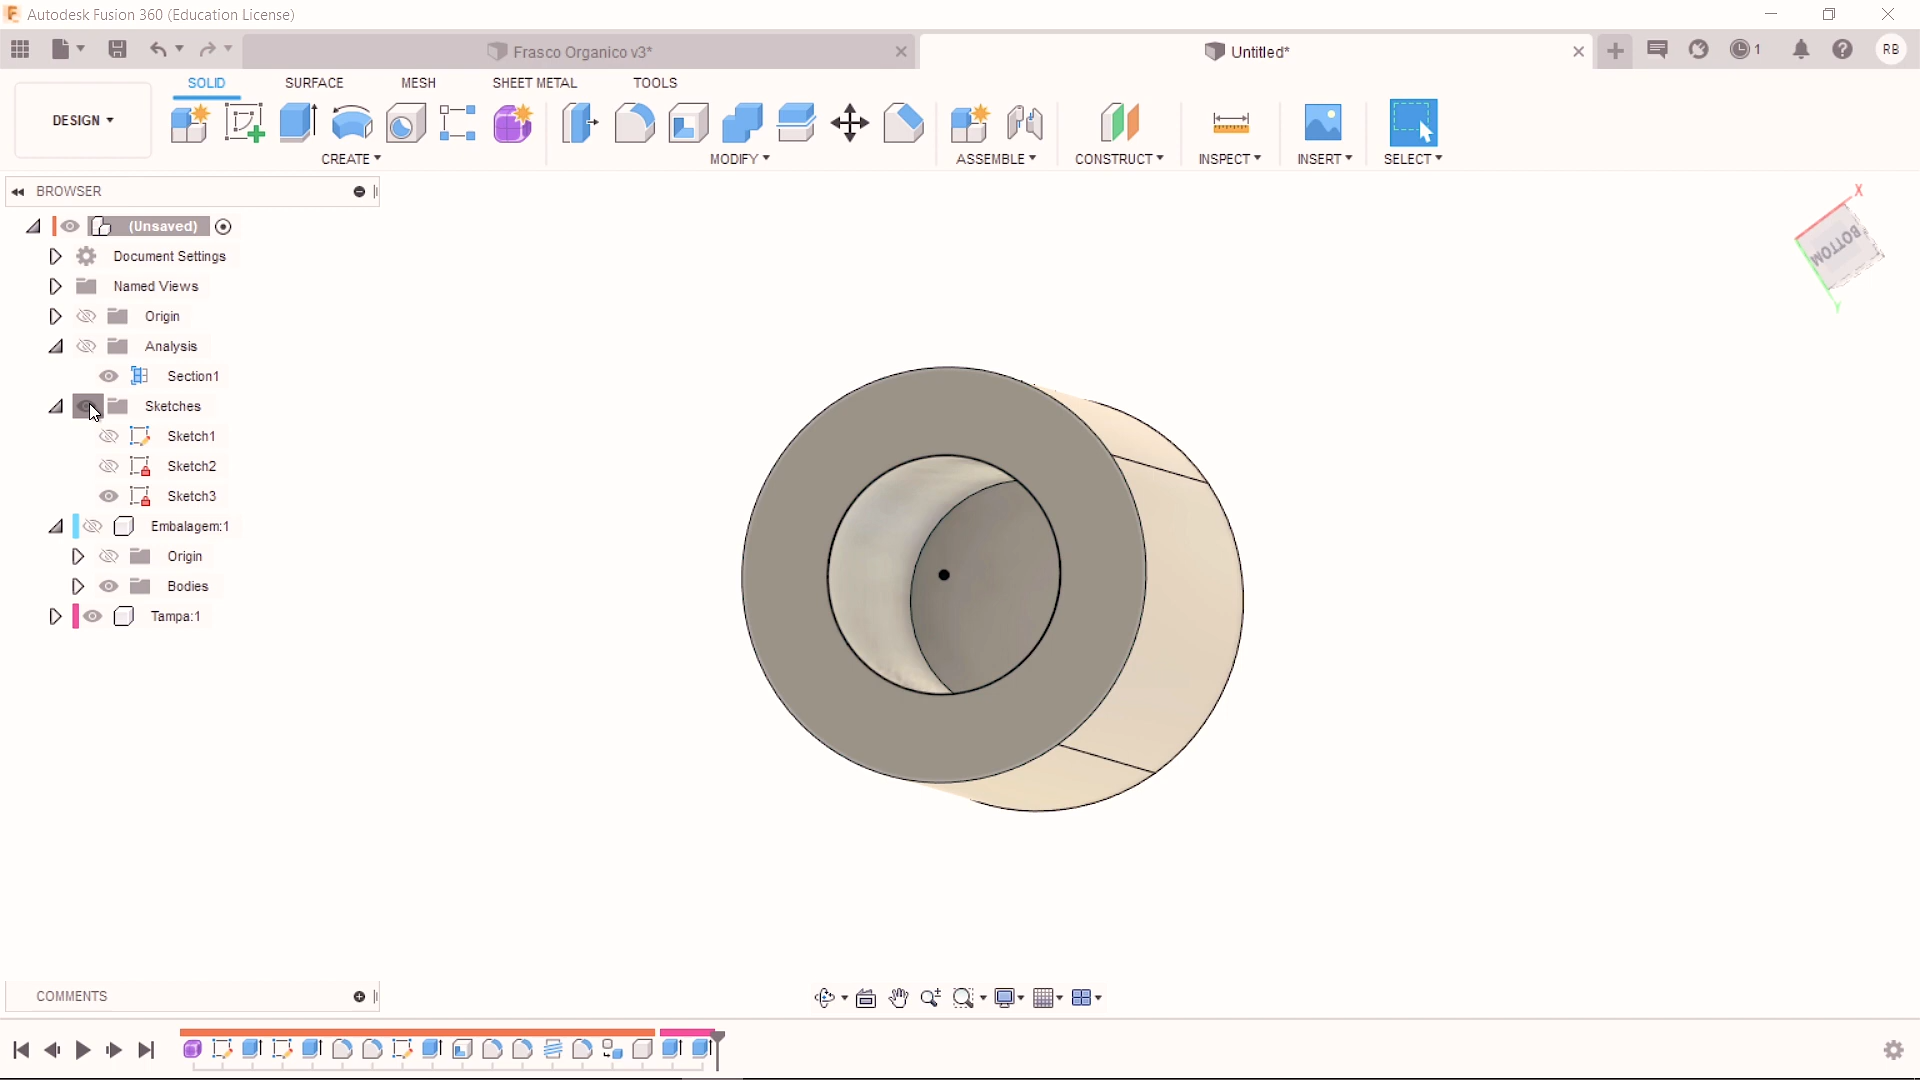 Autodesk Fusion 360 (Education License)
Frasco Organico v3*
Untitled*
1
RB
DESIGN
SOLID
SURFACE
MESH
SHEET METAL
TOOLS
CREATE
MODIFY
ASSEMBLE
CONSTRUCT
INSPECT
INSERT
SELECT
BROWSER
(Unsaved)
Document Settings
Named Views
Origin
Analysis
Section1
Sketches
Sketch1
Sketch2
Sketch3
Embalagem:1
Origin
Bodies
Tampa:1
X
BOTTOM
Y
COMMENTS